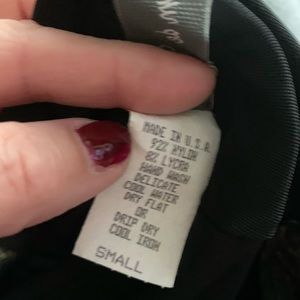 MADE IN U.S.A.
92% NYLON
8% LYCRA
HAND WASH
DELICATE
COOL WATER
DRY FLAT
OR
DRIP DRY
COOL IRON
SMALL